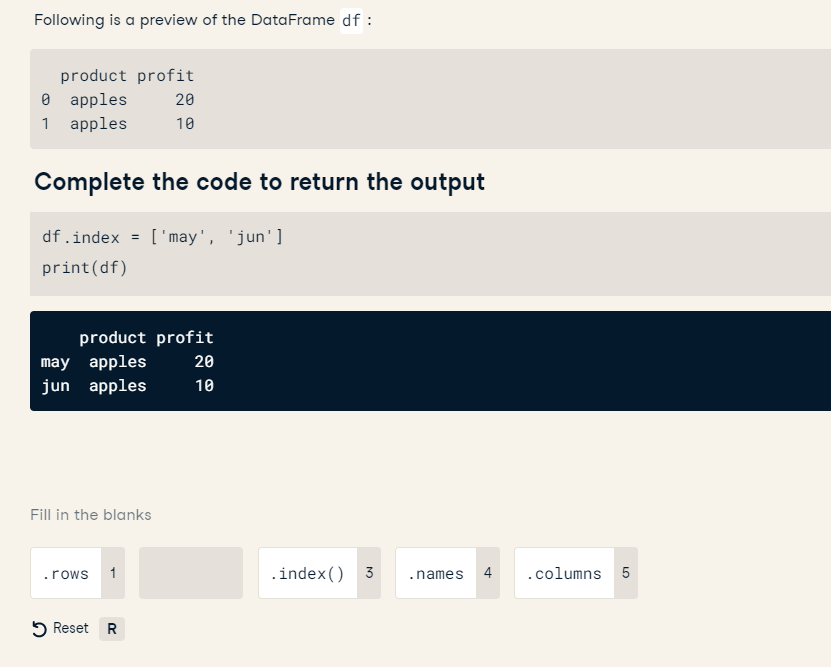 Following is a preview of the DataFrame df :
product profit
0 apples 20
1 apples 10
Complete the code to return the output
df.index = ['may', 'jun']
print(df)
product profit
may apples 20
jun apples 10
Fill in the blanks
.rows 1 .index() 3 .names 4 .columns 5
Reset R